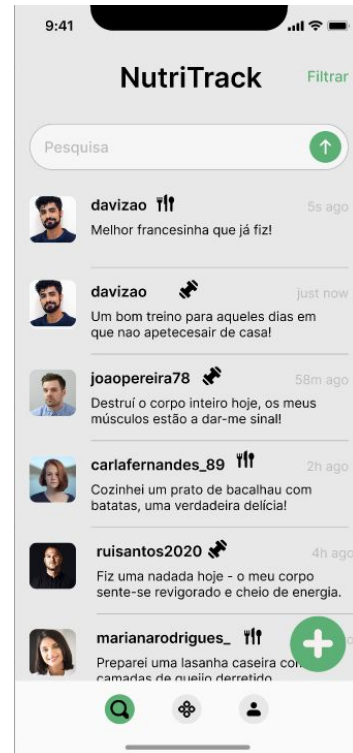 9:41
NutriTrack
Filtrar
Pesquisa
davizao
5s ago
Melhor francesinha que já fiz!
davizao
just now
Um bom treino para aqueles dias em
que nao apetecesair de casa!
joaopereira78
58m ago
Destruí o corpo inteiro hoje, os meus
músculos estão a dar-me sinal!
carlafernandes_89
2h ago
Cozinhei um prato de bacalhau com
batatas, uma verdadeira delícia!
ruisantos2020
4h ago
Fiz uma nadada hoje - o meu corpo
sente-se revigorado e cheio de energia.
marianarodrigues_
Preparei uma lasanha caseira com
camadas de queijo derretido